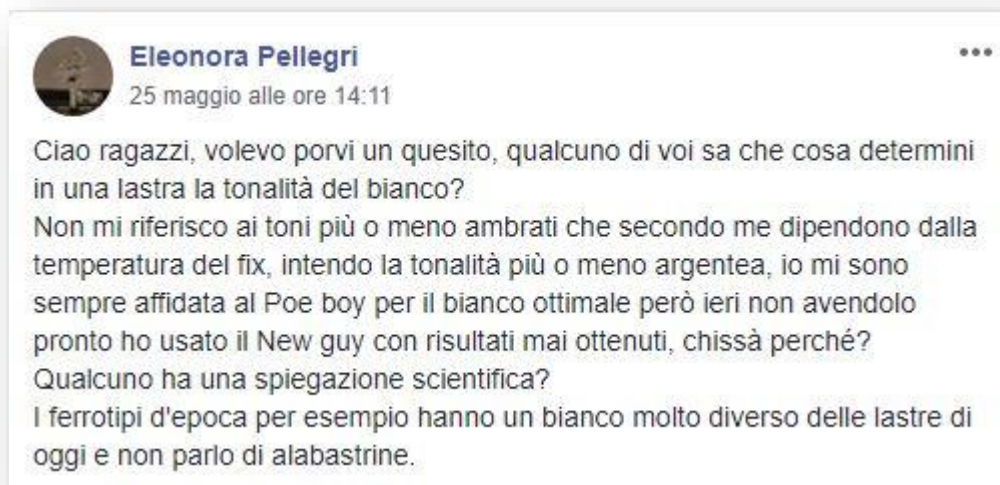 Eleonora Pellegri
25 maggio alle ore 14:11
Ciao ragazzi, volevo porvi un quesito, qualcuno di voi sa che cosa determini
in una lastra la tonalità del bianco?
Non mi riferisco ai toni più o meno ambrati che secondo me dipendono dalla
temperatura del fix, intendo la tonalità più o meno argentea, io mi sono
sempre affidata al Poe boy per il bianco ottimale però ieri non avendolo
pronto ho usato il New guy con risultati mai ottenuti, chissà perché?
Qualcuno ha una spiegazione scientifica?
I ferrotipi d'epoca per esempio hanno un bianco molto diverso delle lastre di
oggi e non parlo di alabastrine.